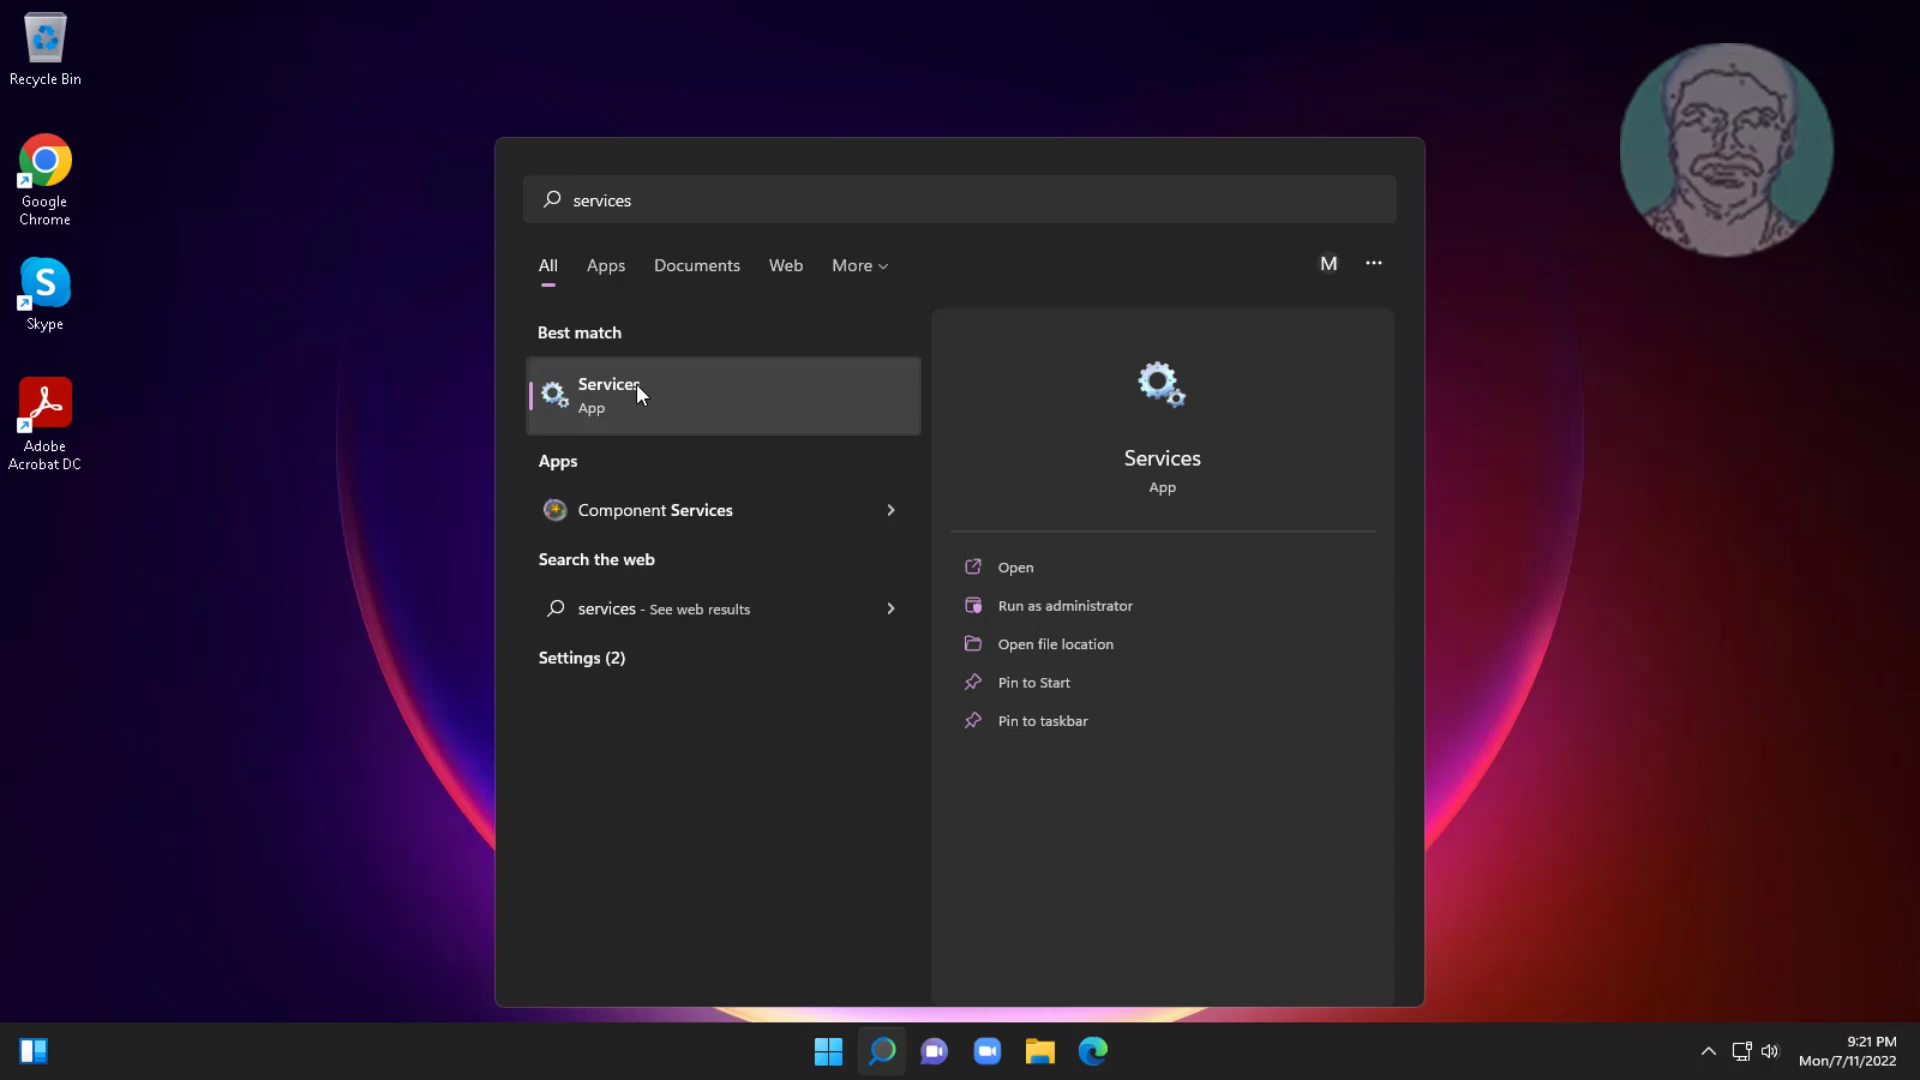 Recycle Bin
Google
Chrome
Skype
Adobe
Acrobat DC
services
All Apps Documents Web More
M
Best match
Services
App
Apps
Component Services
Search the web
services - See web results
Settings (2)
Services
App
Open
Run as administrator
Open file location
Pin to Start
Pin to taskbar
9:21 PM
Mon/7/11/2022